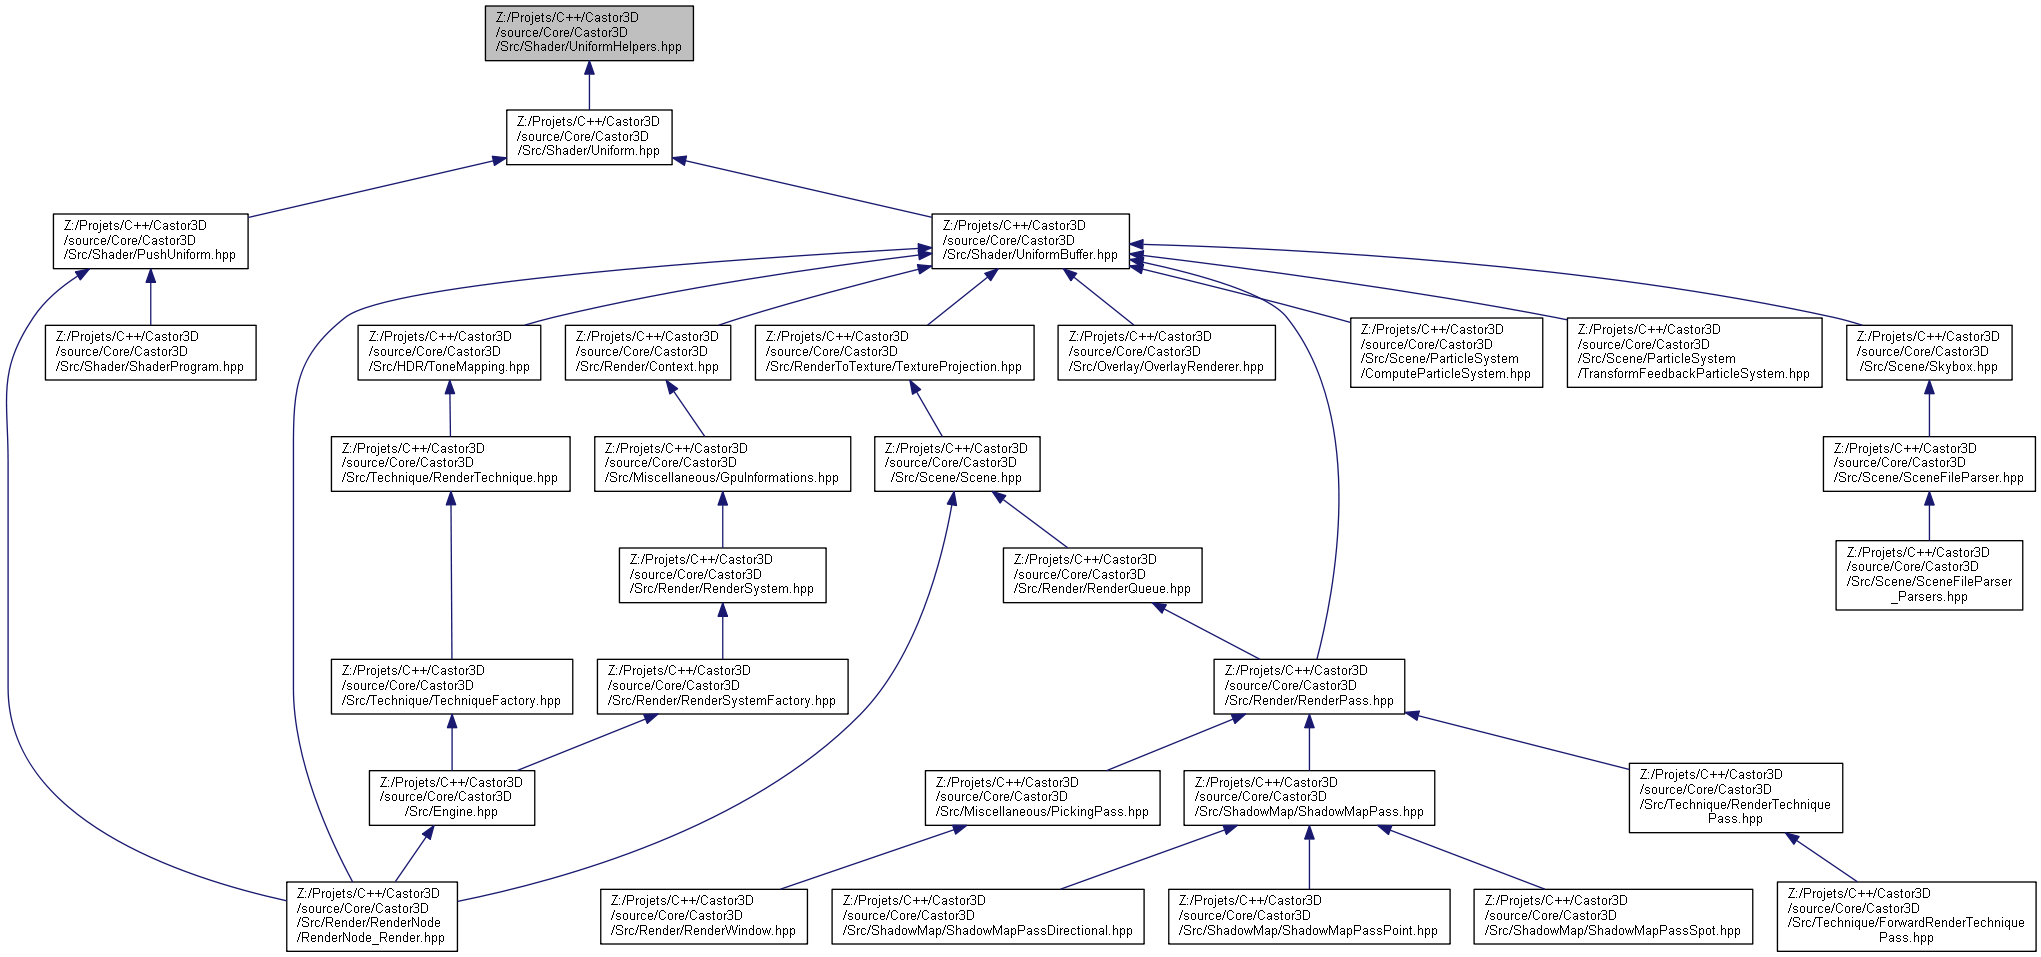 Z:/Projets/C++/Castor3D
/source/Core/Castor3D
/Src/Shader/UniformHelpers.hpp
Z:/Projets/C++/Castor3D
/source/Core/Castor3D
/Src/Shader/Uniform.hpp
Z:/Projets/C++/Castor3D
/source/Core/Castor3D
/Src/Shader/PushUniform.hpp
Z:/Projets/C++/Castor3D
/source/Core/Castor3D
/Src/Shader/UniformBuffer.hpp
Z:/Projets/C++/Castor3D
/source/Core/Castor3D
/Src/Shader/ShaderProgram.hpp
Z:/Projets/C++/Castor3D
/source/Core/Castor3D
/Src/HDR/ToneMapping.hpp
Z:/Projets/C++/Castor3D
/source/Core/Castor3D
/Src/Render/Context.hpp
Z:/Projets/C++/Castor3D
/source/Core/Castor3D
/Src/RenderToTexture/TextureProjection.hpp
Z:/Projets/C++/Castor3D
/source/Core/Castor3D
/Src/Overlay/OverlayRenderer.hpp
Z:/Projets/C++/Castor3D
/source/Core/Castor3D
/Src/Scene/ParticleSystem
/ComputeParticleSystem.hpp
Z:/Projets/C++/Castor3D
/source/Core/Castor3D
/Src/Scene/ParticleSystem
/TransformFeedbackParticleSystem.hpp
Z:/Projets/C++/Castor3D
/source/Core/Castor3D
/Src/Scene/Skybox.hpp
Z:/Projets/C++/Castor3D
/source/Core/Castor3D
/Src/Technique/RenderTechnique.hpp
Z:/Projets/C++/Castor3D
/source/Core/Castor3D
/Src/Miscellaneous/GpuInformations.hpp
Z:/Projets/C++/Castor3D
/source/Core/Castor3D
/Src/Scene/Scene.hpp
Z:/Projets/C++/Castor3D
/source/Core/Castor3D
/Src/Scene/SceneFileParser.hpp
Z:/Projets/C++/Castor3D
/source/Core/Castor3D
/Src/Render/RenderSystem.hpp
Z:/Projets/C++/Castor3D
/source/Core/Castor3D
/Src/Render/RenderQueue.hpp
Z:/Projets/C++/Castor3D
/source/Core/Castor3D
/Src/Scene/SceneFileParser
_Parsers.hpp
Z:/Projets/C++/Castor3D
/source/Core/Castor3D
/Src/Technique/TechniqueFactory.hpp
Z:/Projets/C++/Castor3D
/source/Core/Castor3D
/Src/Render/RenderSystemFactory.hpp
Z:/Projets/C++/Castor3D
/source/Core/Castor3D
/Src/Render/RenderPass.hpp
Z:/Projets/C++/Castor3D
/source/Core/Castor3D
/Src/Engine.hpp
Z:/Projets/C++/Castor3D
/source/Core/Castor3D
/Src/Miscellaneous/PickingPass.hpp
Z:/Projets/C++/Castor3D
/source/Core/Castor3D
/Src/ShadowMap/ShadowMapPass.hpp
Z:/Projets/C++/Castor3D
/source/Core/Castor3D
/Src/Technique/RenderTechnique
Pass.hpp
Z:/Projets/C++/Castor3D
/source/Core/Castor3D
/Src/Render/RenderNode
/RenderNode_Render.hpp
Z:/Projets/C++/Castor3D
/source/Core/Castor3D
/Src/Render/RenderWindow.hpp
Z:/Projets/C++/Castor3D
/source/Core/Castor3D
/Src/ShadowMap/ShadowMapPassDirectional.hpp
Z:/Projets/C++/Castor3D
/source/Core/Castor3D
/Src/ShadowMap/ShadowMapPassPoint.hpp
Z:/Projets/C++/Castor3D
/source/Core/Castor3D
/Src/ShadowMap/ShadowMapPassSpot.hpp
Z:/Projets/C++/Castor3D
/source/Core/Castor3D
/Src/Technique/ForwardRenderTechnique
Pass.hpp